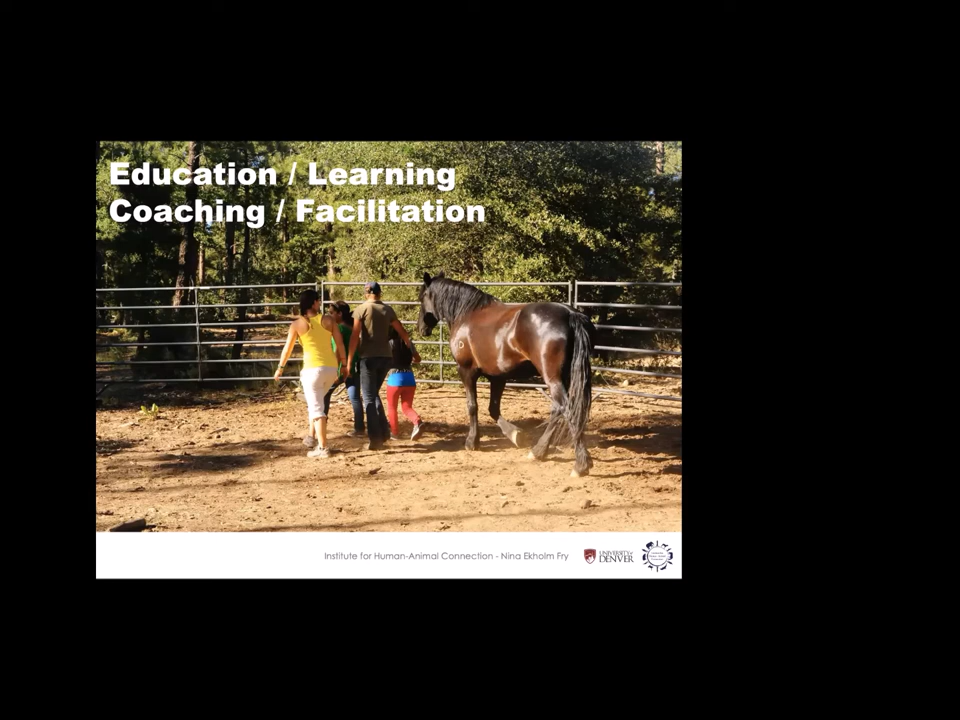 Education / Learning
Coaching / Facilitation
Institute for Human-Animal Connection - Nina Ekholm Fry
UNIVERSITY of
DENVER